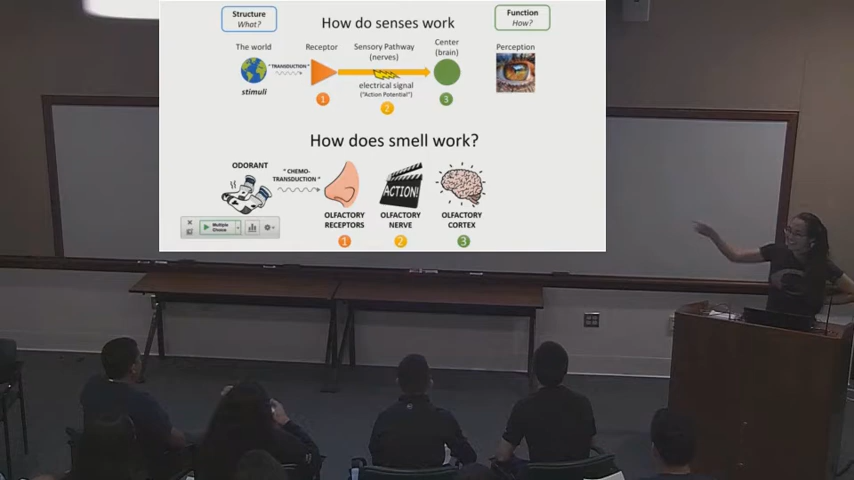 Structure
What?
How do senses work
Function
How?
The world
Receptor
Sensory Pathway
(nerves)
Center
(brain)
Perception
"TRANSDUCTION"
stimuli
electrical signal
("Action Potential")
1
2
3
How does smell work?
ODORANT
"CHEMO-
TRANSDUCTION"
ACTION!
OLFACTORY
RECEPTORS
OLFACTORY
NERVE
OLFACTORY
CORTEX
Multiple
Choice
1
2
3